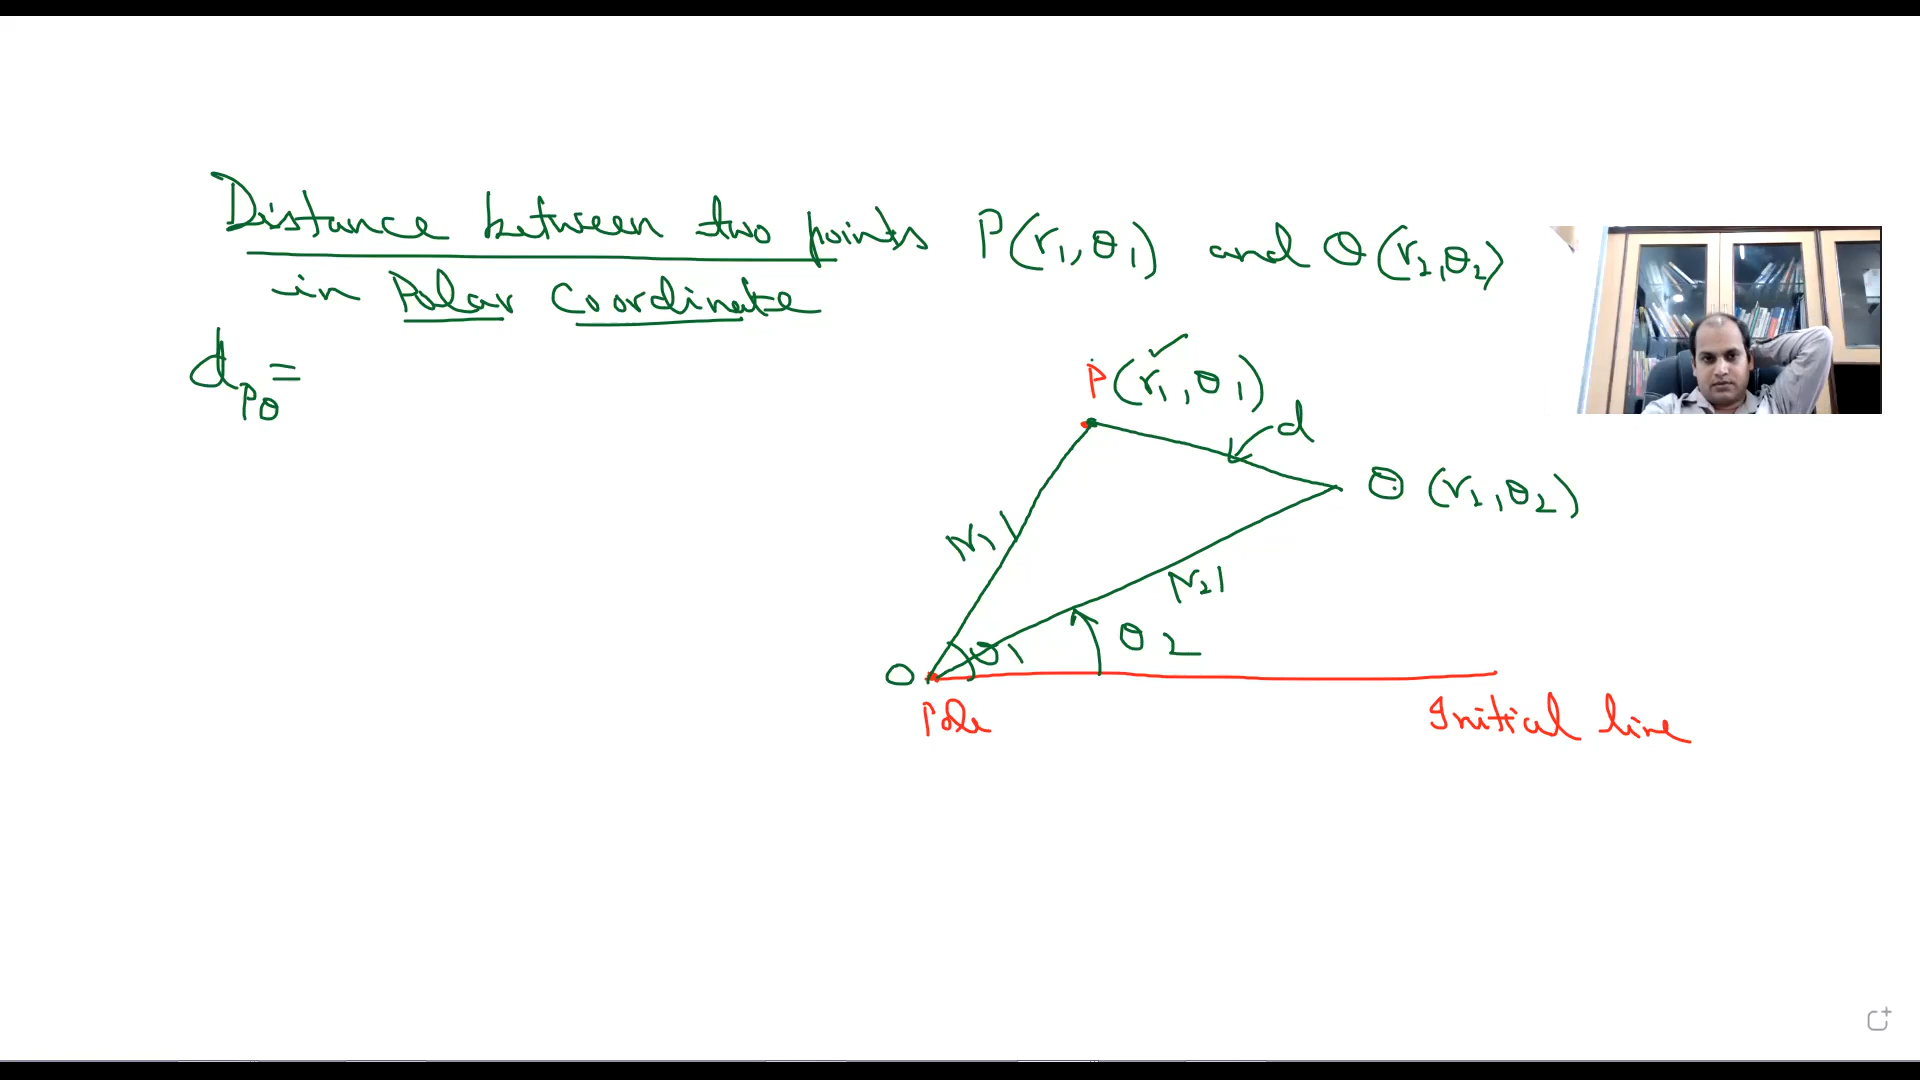 Distance between two points P(r₁, θ₁) and Q(r₂, θ₂)
in Polar Coordinate
d_PQ =
P(r₁, θ₁)
d
Q (r₂, θ₂)
r₁
r₂
θ₁
θ2
O
Pole
Initial line